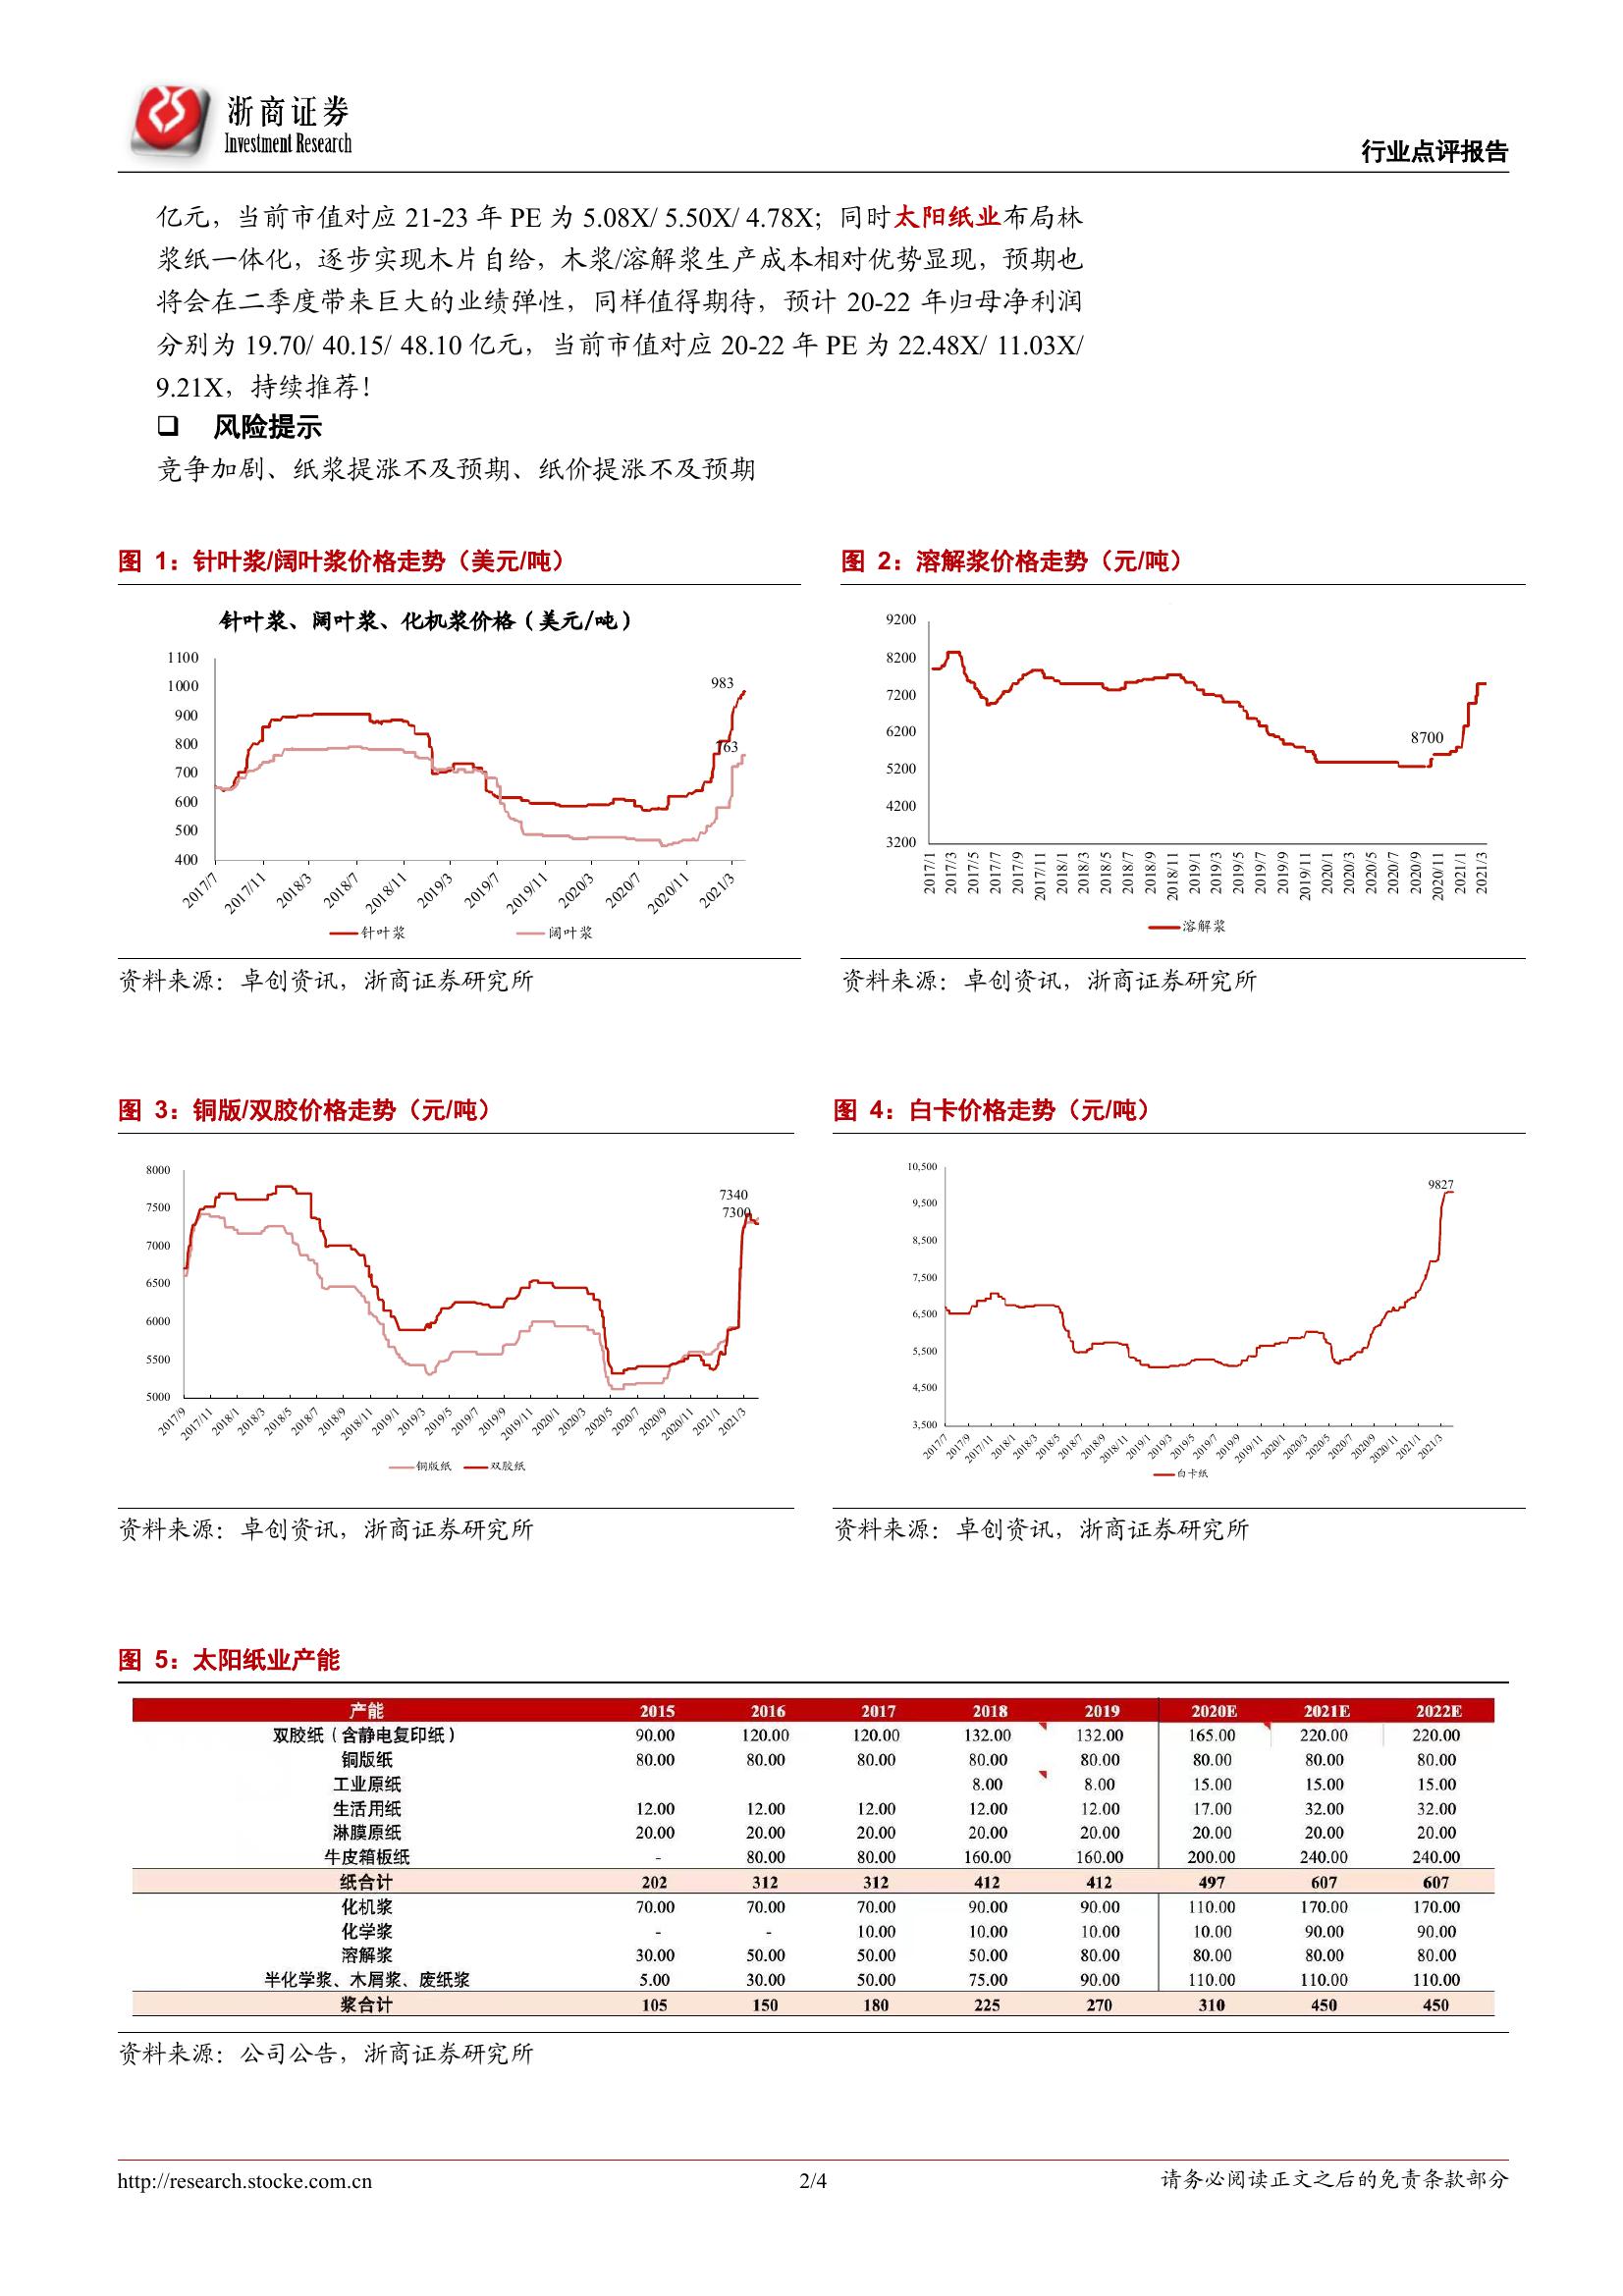 浙商证券
Investment Research
行业点评报告
亿元，当前市值对应 21-23 年 PE 为 5.08X/ 5.50X/ 4.78X；同时太阳纸业布局林
浆纸一体化，逐步实现木片自给，木浆/溶解浆生产成本相对优势显现，预期也
将会在二季度带来巨大的业绩弹性，同样值得期待，预计 20-22 年归母净利润
分别为 19.70/ 40.15/ 48.10 亿元，当前市值对应 20-22 年 PE 为 22.48X/ 11.03X/
9.21X，持续推荐！
❑ 风险提示
竞争加剧、纸浆提涨不及预期、纸价提涨不及预期
图 1：针叶浆/阔叶浆价格走势（美元/吨）
针叶浆、阔叶浆、化机浆价格（美元/吨）
1100
1000
900
800
700
600
500
400
983
763
2017/7 2017/11 2018/3 2018/7 2018/11 2019/3 2019/7 2019/11 2020/3 2020/7 2020/11 2021/3
针叶浆 阔叶浆
资料来源：卓创资讯，浙商证券研究所
图 2：溶解浆价格走势（元/吨）
9200
8200
7200
6200
5200
4200
3200
8700
2017/1 2017/3 2017/5 2017/7 2017/9 2017/11 2018/1 2018/3 2018/5 2018/7 2018/9 2018/11 2019/1 2019/3 2019/5 2019/7 2019/9 2019/11 2020/1 2020/3 2020/5 2020/7 2020/9 2020/11 2021/1 2021/3
溶解浆
资料来源：卓创资讯，浙商证券研究所
图 3：铜版/双胶价格走势（元/吨）
8000
7500
7000
6500
6000
5500
5000
7340
7300
2017/9 2017/11 2018/1 2018/3 2018/5 2018/7 2018/9 2018/11 2019/1 2019/3 2019/5 2019/7 2019/9 2019/11 2020/1 2020/3 2020/5 2020/7 2020/9 2020/11 2021/1 2021/3
铜版纸 双胶纸
资料来源：卓创资讯，浙商证券研究所
图 4：白卡价格走势（元/吨）
10,500
9,500
8,500
7,500
6,500
5,500
4,500
3,500
9827
2017/7 2017/9 2017/11 2018/1 2018/3 2018/5 2018/7 2018/9 2018/11 2019/1 2019/3 2019/5 2019/7 2019/9 2019/11 2020/1 2020/3 2020/5 2020/7 2020/9 2020/11 2021/1 2021/3
白卡纸
资料来源：卓创资讯，浙商证券研究所
图 5：太阳纸业产能
产能 2015 2016 2017 2018 2019 2020E 2021E 2022E
双胶纸（含静电复印纸） 90.00 120.00 120.00 132.00 132.00 165.00 220.00 220.00
铜版纸 80.00 80.00 80.00 80.00 80.00 80.00 80.00 80.00
工业原纸 8.00 8.00 15.00 15.00 15.00
生活用纸 12.00 12.00 12.00 12.00 12.00 17.00 32.00 32.00
淋膜原纸 20.00 20.00 20.00 20.00 20.00 20.00 20.00 20.00
牛皮箱板纸 - 80.00 80.00 160.00 160.00 200.00 240.00 240.00
纸合计 202 312 312 412 412 497 607 607
化机浆 70.00 70.00 70.00 90.00 90.00 110.00 170.00 170.00
化学浆 - - 10.00 10.00 10.00 10.00 90.00 90.00
溶解浆 30.00 50.00 50.00 50.00 80.00 80.00 80.00 80.00
半化学浆、木屑浆、废纸浆 5.00 30.00 50.00 75.00 90.00 110.00 110.00 110.00
浆合计 105 150 180 225 270 310 450 450
资料来源：公司公告，浙商证券研究所
http://research.stocke.com.cn 2/4 请务必阅读正文之后的免责条款部分